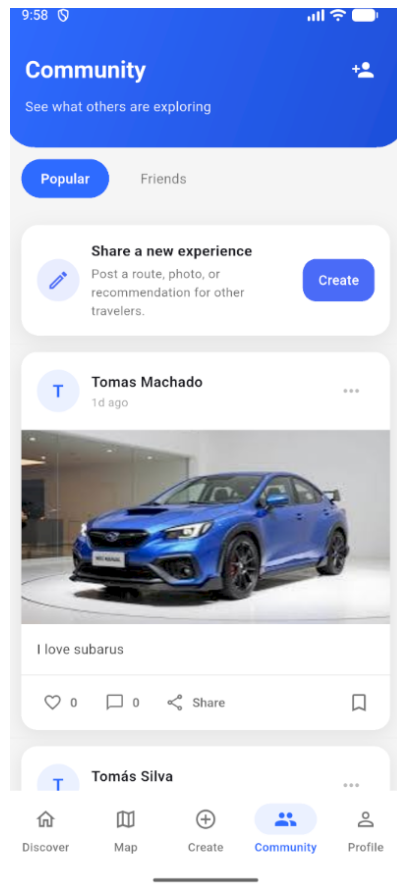 9:58
Community
See what others are exploring
Popular
Friends
Share a new experience
Post a route, photo, or
recommendation for other
travelers.
Create
T
Tomas Machado
1d ago
I love subarus
0
0
Share
T
Tomás Silva
Discover
Map
Create
Community
Profile